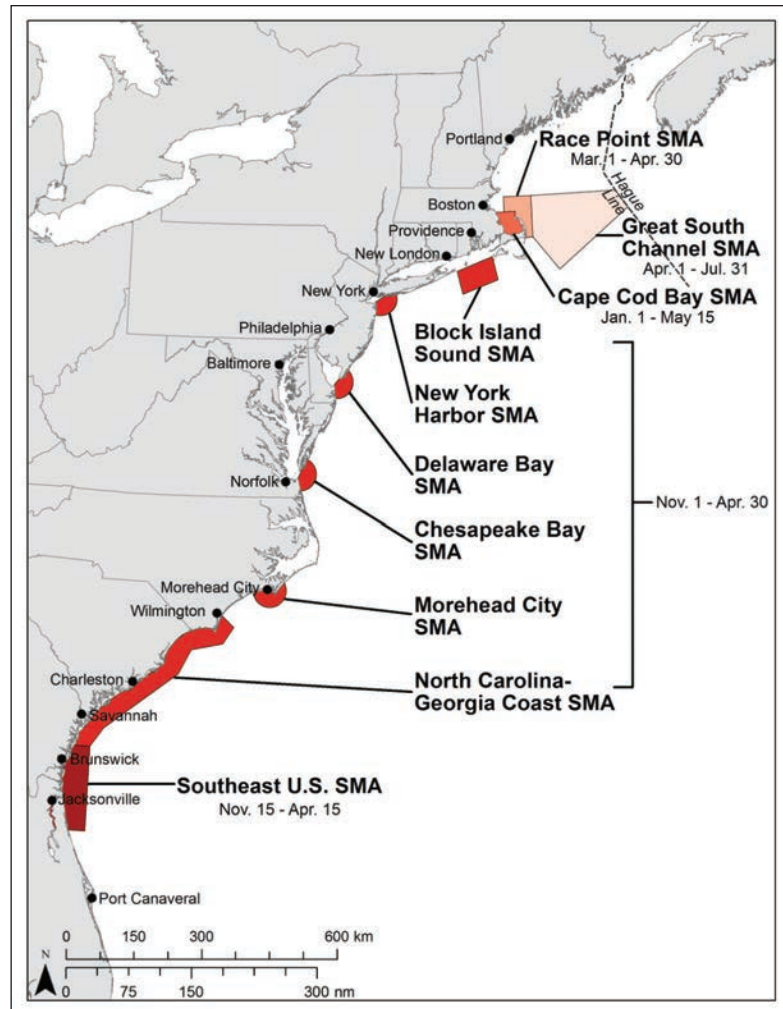 Portland
Race Point SMA
Mar. 1 - Apr. 30
Hague
Line
Boston
Providence
Great South
Channel SMA
Apr. 1 - Jul. 31
New London
New York
Cape Cod Bay SMA
Jan. 1 - May 15
Philadelphia
Block Island
Sound SMA
Baltimore
New York
Harbor SMA
Delaware Bay
SMA
Norfolk
Nov. 1 - Apr. 30
Chesapeake Bay
SMA
Morehead City
Wilmington
Morehead City
SMA
Charleston
North Carolina-
Georgia Coast SMA
Savannah
Brunswick
Southeast U.S. SMA
Nov. 15 - Apr. 15
Jacksonville
Port Canaveral
0 150 300 600 km
N
0 75 150 300 nm